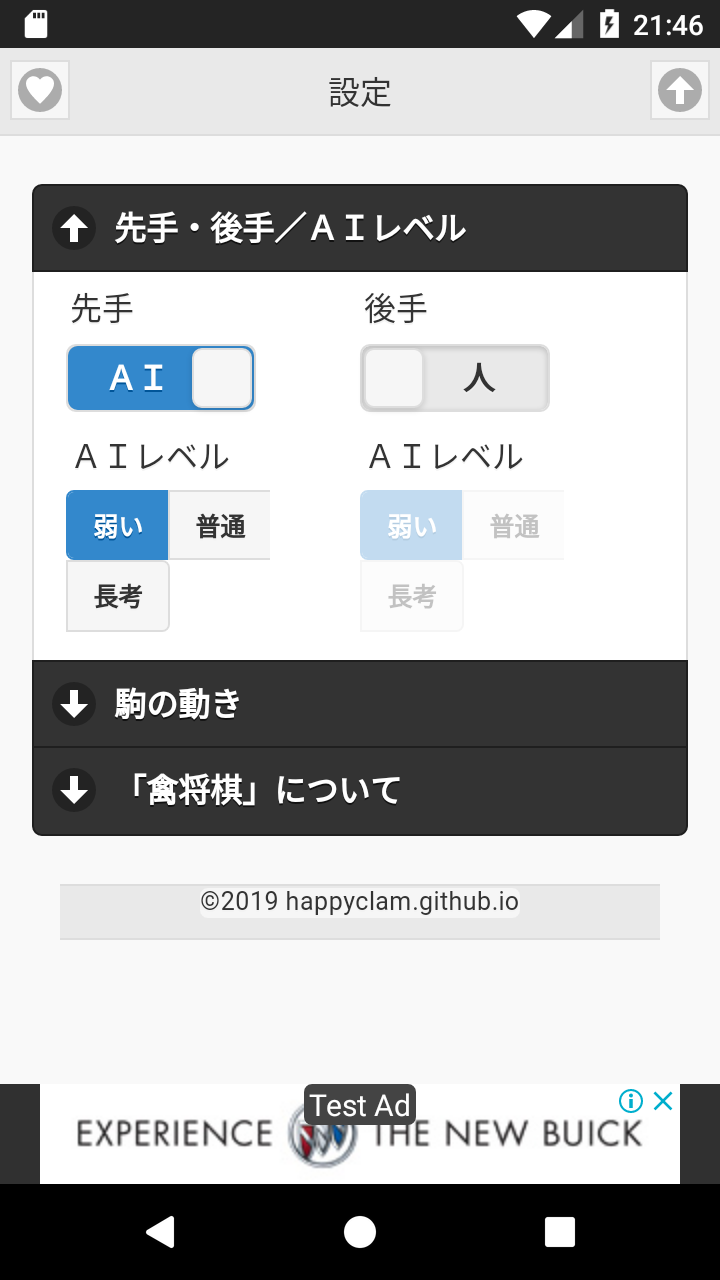 21:46
設定
先手・後手／ＡＩレベル
先手 後手
ＡＩ 人
ＡＩレベル ＡＩレベル
弱い 普通 弱い 普通
長考 長考
駒の動き
「禽将棋」について
©2019 happyclam.github.io
Test Ad
EXPERIENCE THE NEW BUICK